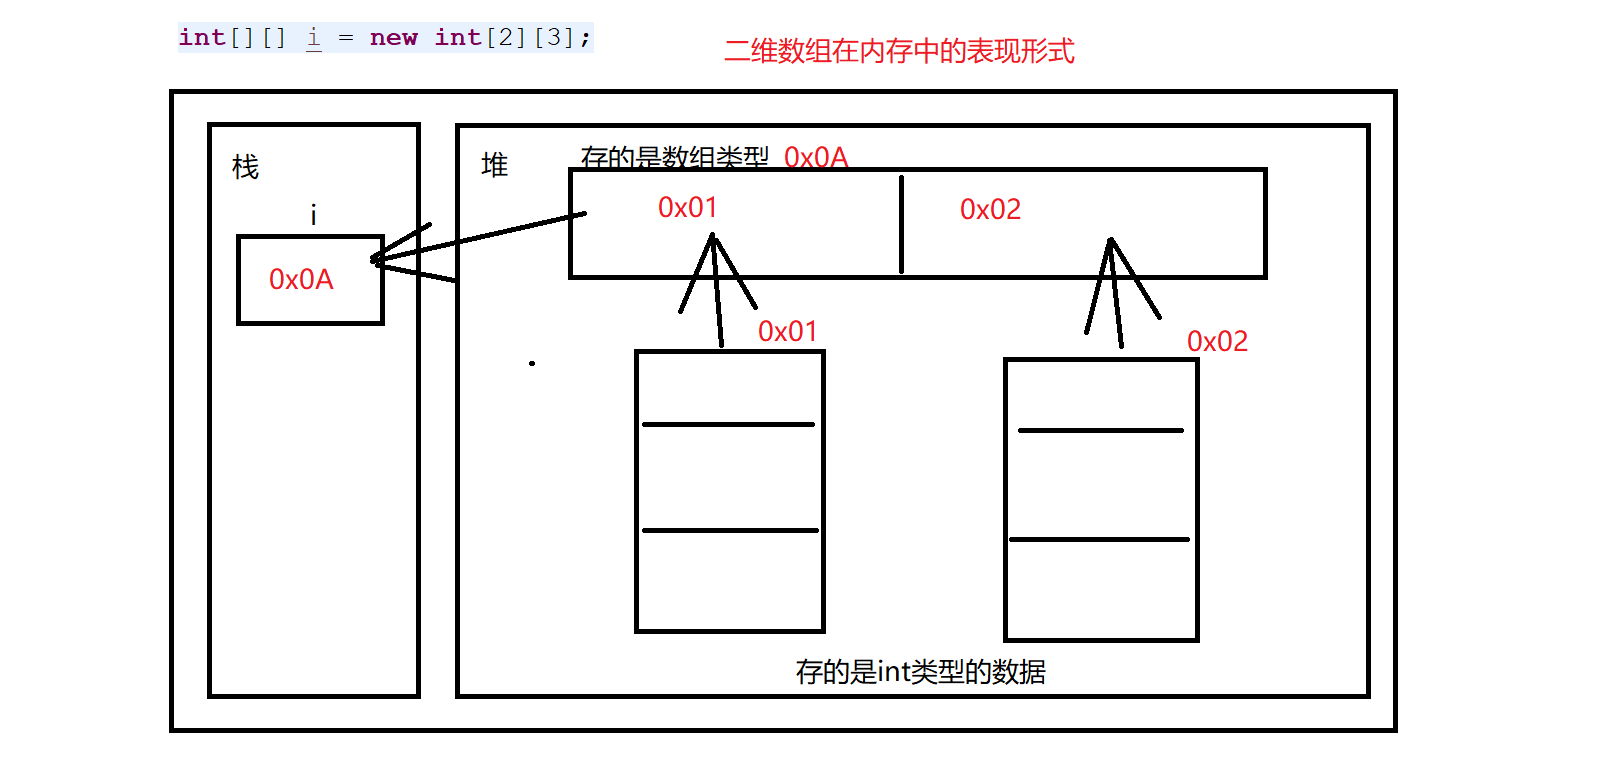 int[][] i = new int[2][3];
二维数组在内存中的表现形式
栈
i
0x0A
堆
存的是数组类型 0x0A
0x01
0x02
0x01
0x02
存的是int类型的数据